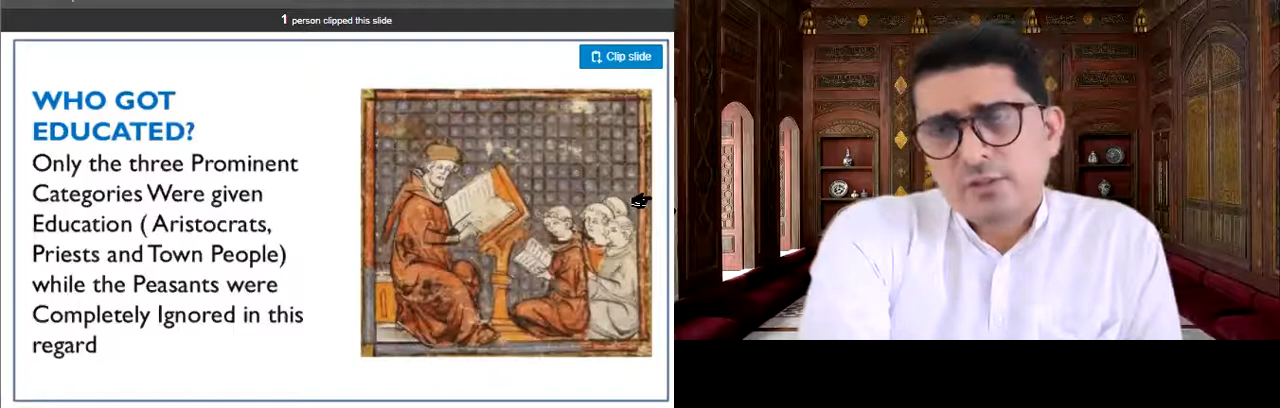 1 person clipped this slide
Clip slide
WHO GOT
EDUCATED?
Only the three Prominent
Categories Were given
Education ( Aristocrats,
Priests and Town People)
while the Peasants were
Completely Ignored in this
regard